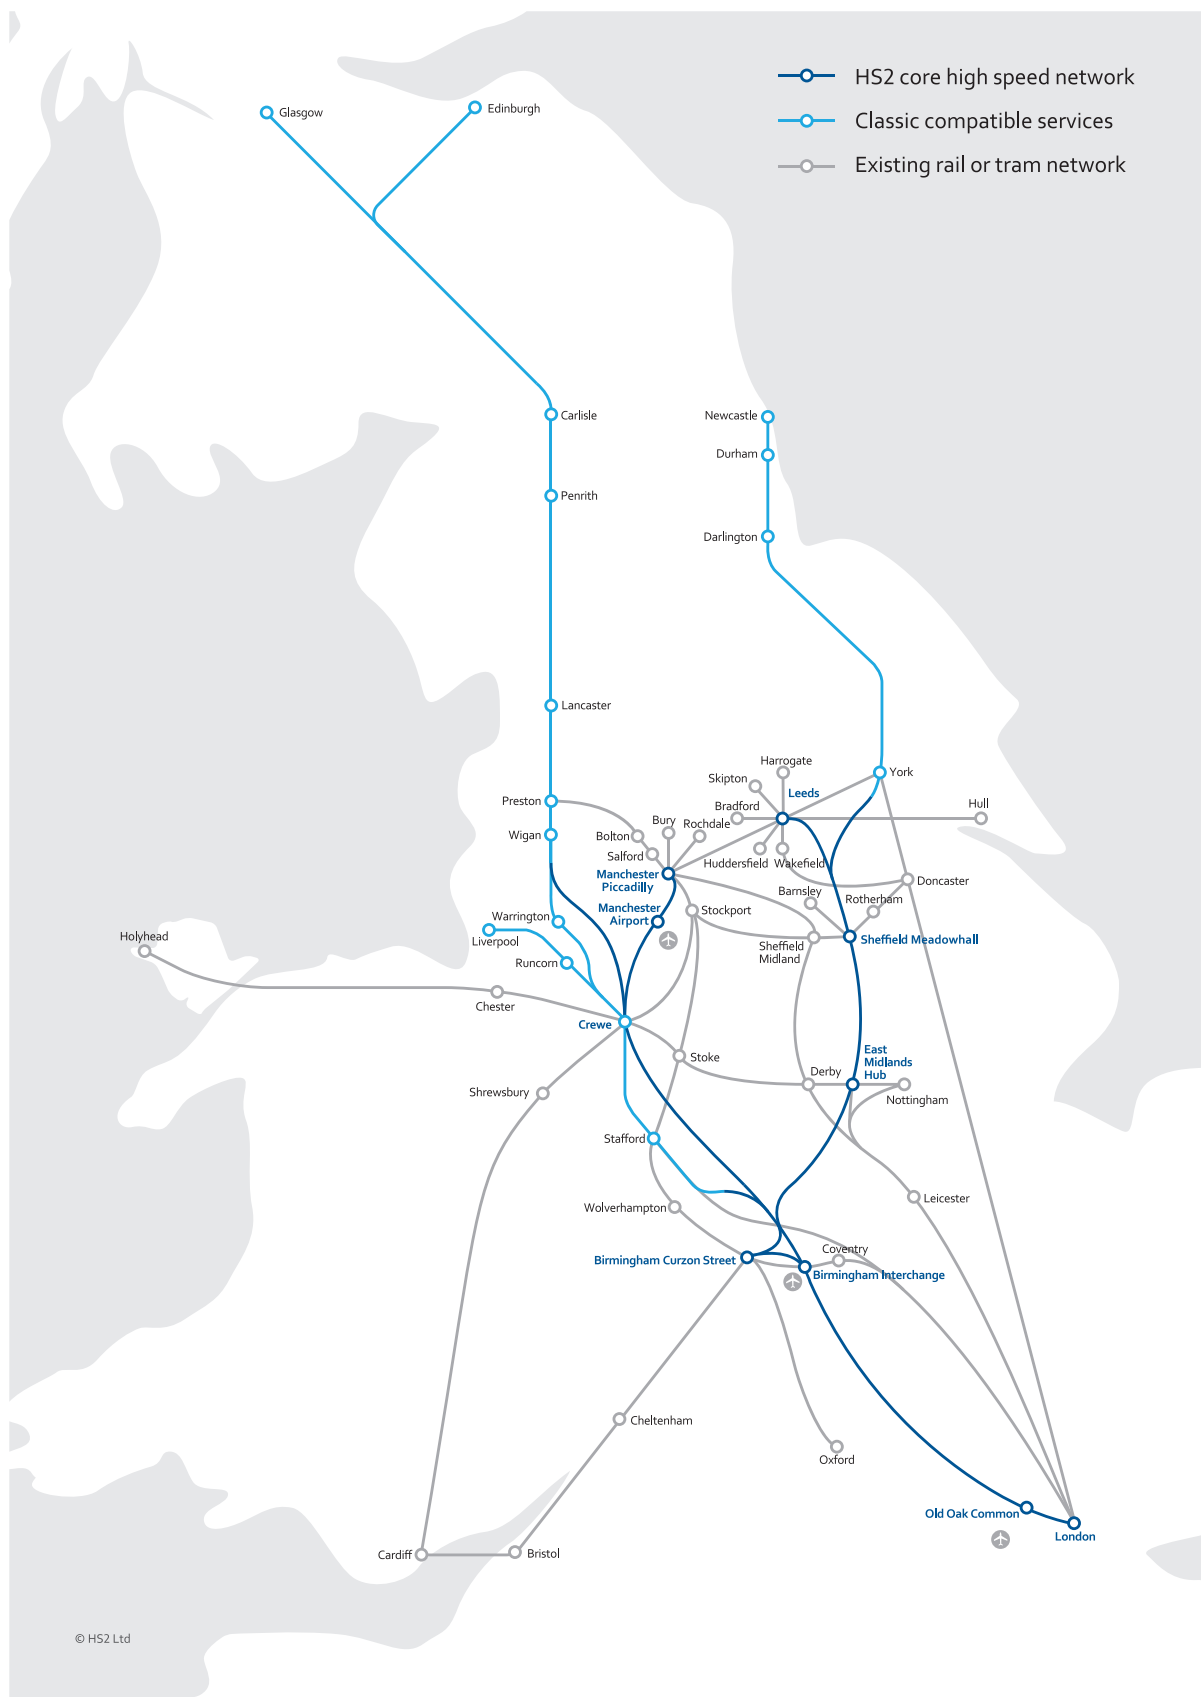 HS2 core high speed network
Classic compatible services
Existing rail or tram network
Glasgow
Edinburgh
Carlisle
Newcastle
Durham
Penrith
Darlington
Lancaster
Harrogate
York
Skipton
Leeds
Preston
Bradford
Hull
Wigan
Bury
Rochdale
Bolton
Salford
Huddersfield
Wakefield
Manchester
Piccadilly
Doncaster
Barnsley
Rotherham
Manchester
Airport
Stockport
Warrington
Liverpool
Holyhead
Sheffield
Midland
Sheffield Meadowhall
Runcorn
Chester
Crewe
East
Midlands
Hub
Stoke
Derby
Nottingham
Shrewsbury
Stafford
Leicester
Wolverhampton
Coventry
Birmingham Curzon Street
Birmingham Interchange
Cheltenham
Oxford
Old Oak Common
London
Cardiff
Bristol
© HS2 Ltd